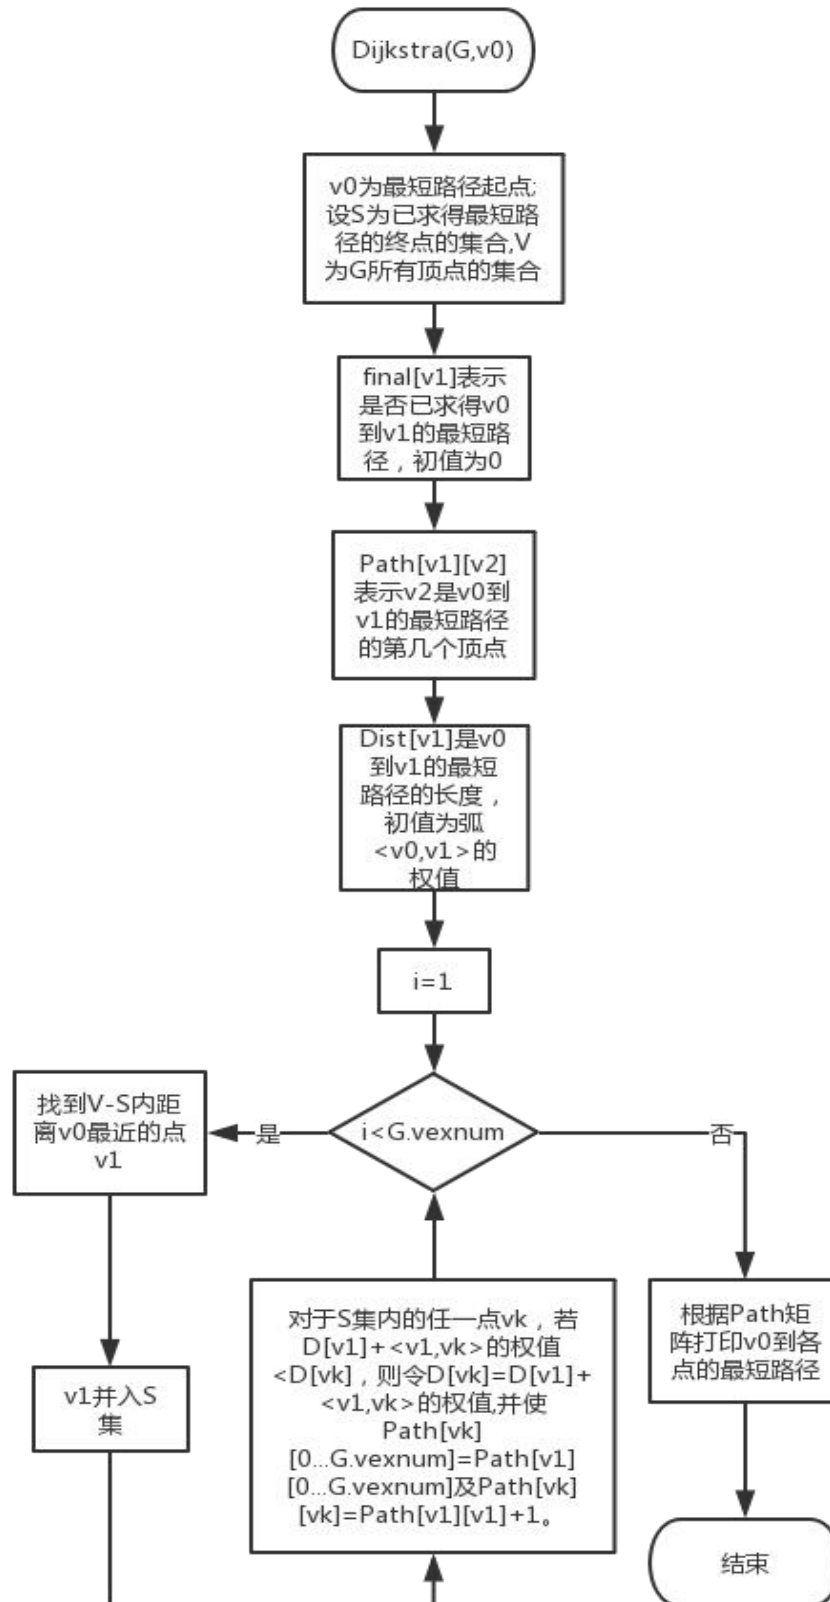 Dijkstra(G,v0)
v0为最短路径起点;
设S为已求得最短路
径的终点的集合,V
为G所有顶点的集合
final[v1]表示
是否已求得v0
到v1的最短路
径，初值为0
Path[v1][v2]
表示v2是v0到
v1的最短路径
的第几个顶点
Dist[v1]是v0
到v1的最短
路径的长度，
初值为弧
<v0,v1>的
权值
i=1
i<G.vexnum
是
否
找到V-S内距
离v0最近的点
v1
v1并入S
集
对于S集内的任一点vk，若
D[v1]+<v1,vk>的权值
<D[vk]，则令D[vk]=D[v1]+
<v1,vk>的权值,并使
Path[vk]
[0...G.vexnum]=Path[v1]
[0...G.vexnum]及Path[vk]
[vk]=Path[v1][v1]+1。
根据Path矩
阵打印v0到各
点的最短路径
结束